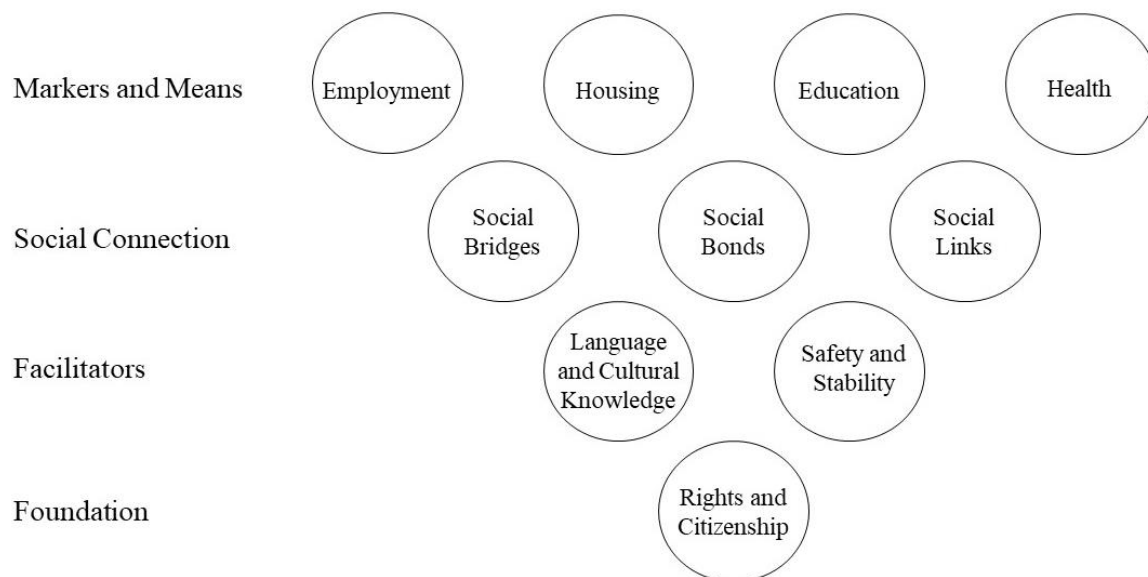 Markers and Means
Employment
Housing
Education
Health
Social Connection
Social
Bridges
Social
Bonds
Social
Links
Facilitators
Language
and Cultural
Knowledge
Safety and
Stability
Foundation
Rights and
Citizenship